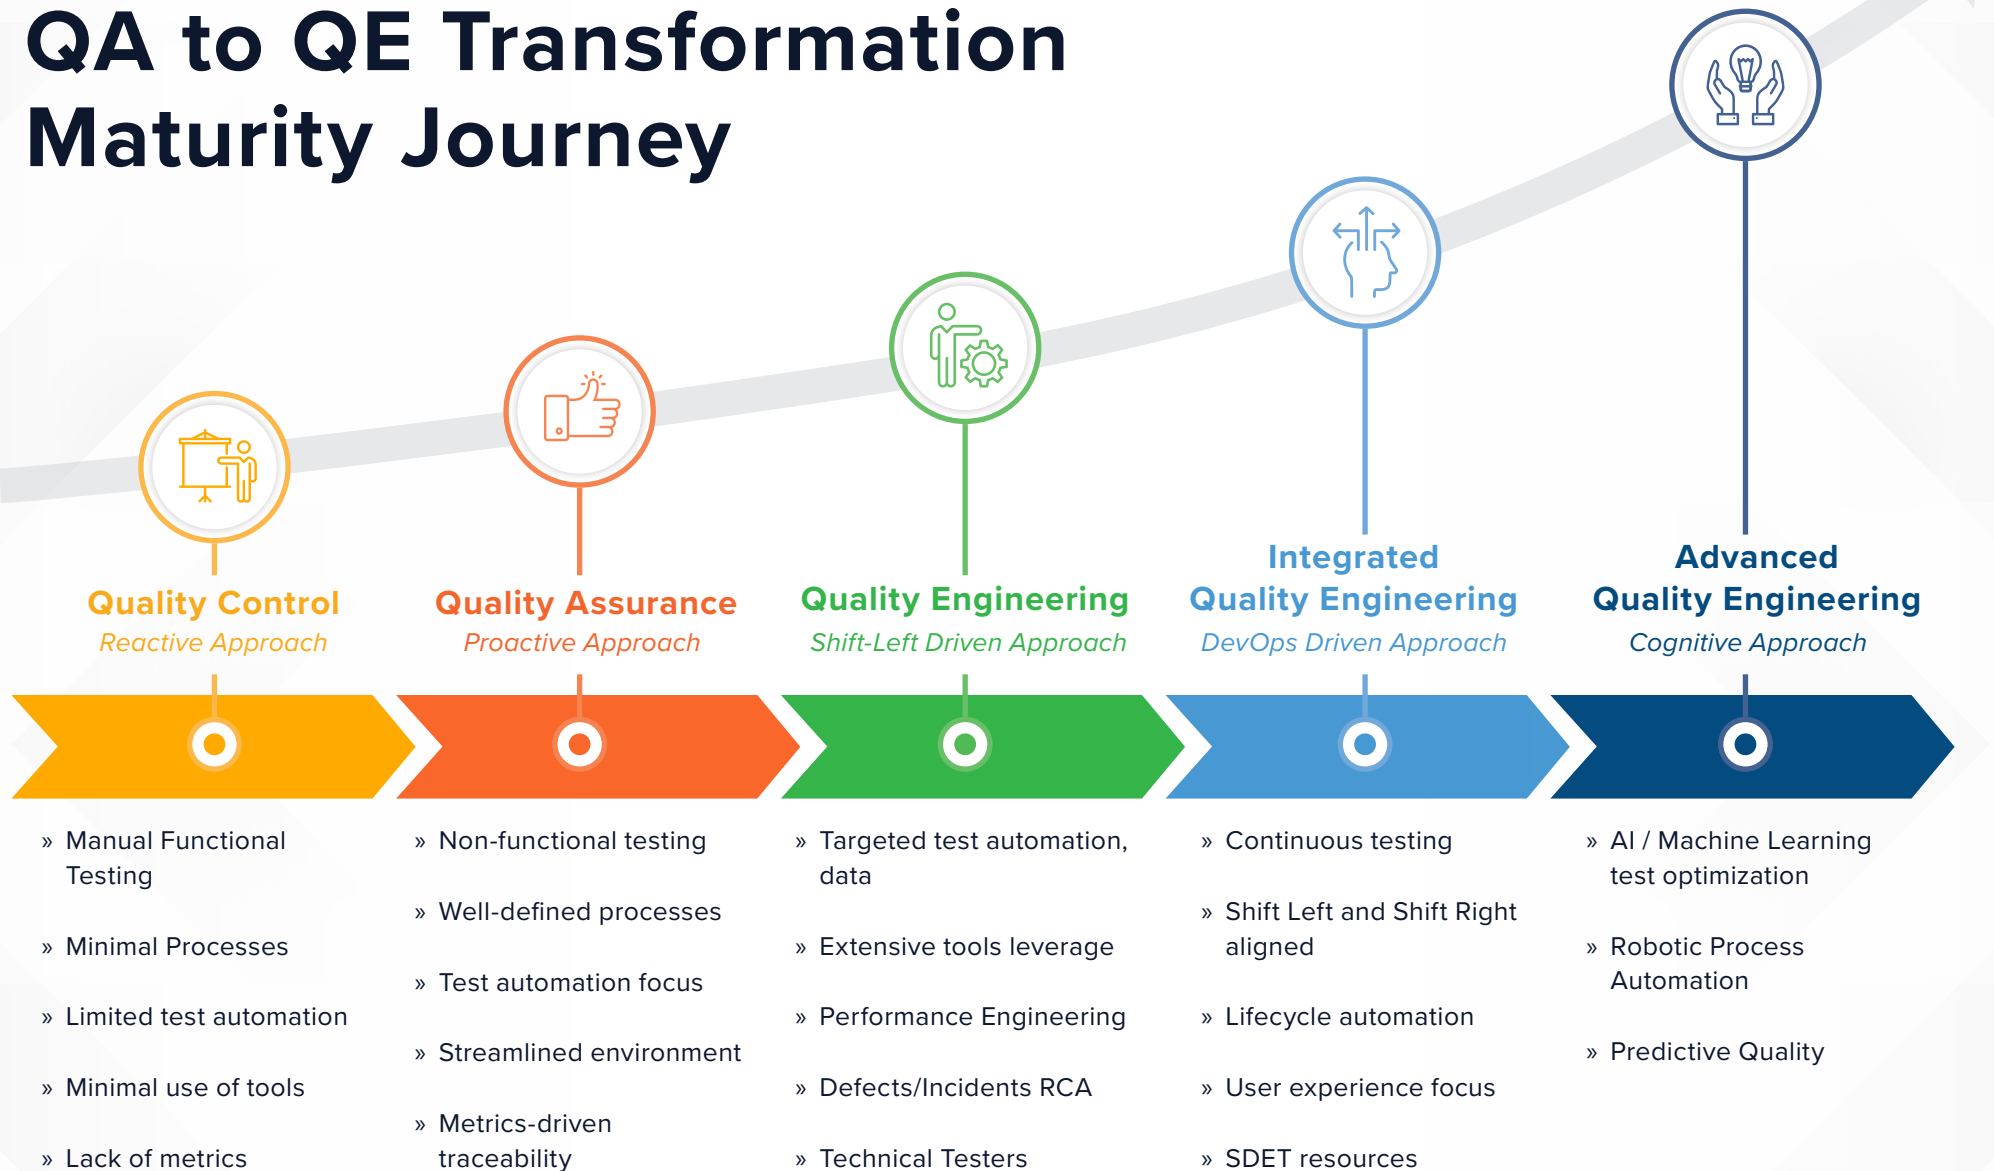 QA to QE Transformation
Maturity Journey
Quality Control
Reactive Approach
Quality Assurance
Proactive Approach
Quality Engineering
Shift-Left Driven Approach
Integrated
Quality Engineering
DevOps Driven Approach
Advanced
Quality Engineering
Cognitive Approach
» Manual Functional
Testing
» Minimal Processes
» Limited test automation
» Minimal use of tools
» Lack of metrics
» Non-functional testing
» Well-defined processes
» Test automation focus
» Streamlined environment
» Metrics-driven
traceability
» Targeted test automation,
data
» Extensive tools leverage
» Performance Engineering
» Defects/Incidents RCA
» Technical Testers
» Continuous testing
» Shift Left and Shift Right
aligned
» Lifecycle automation
» User experience focus
» SDET resources
» AI / Machine Learning
test optimization
» Robotic Process
Automation
» Predictive Quality